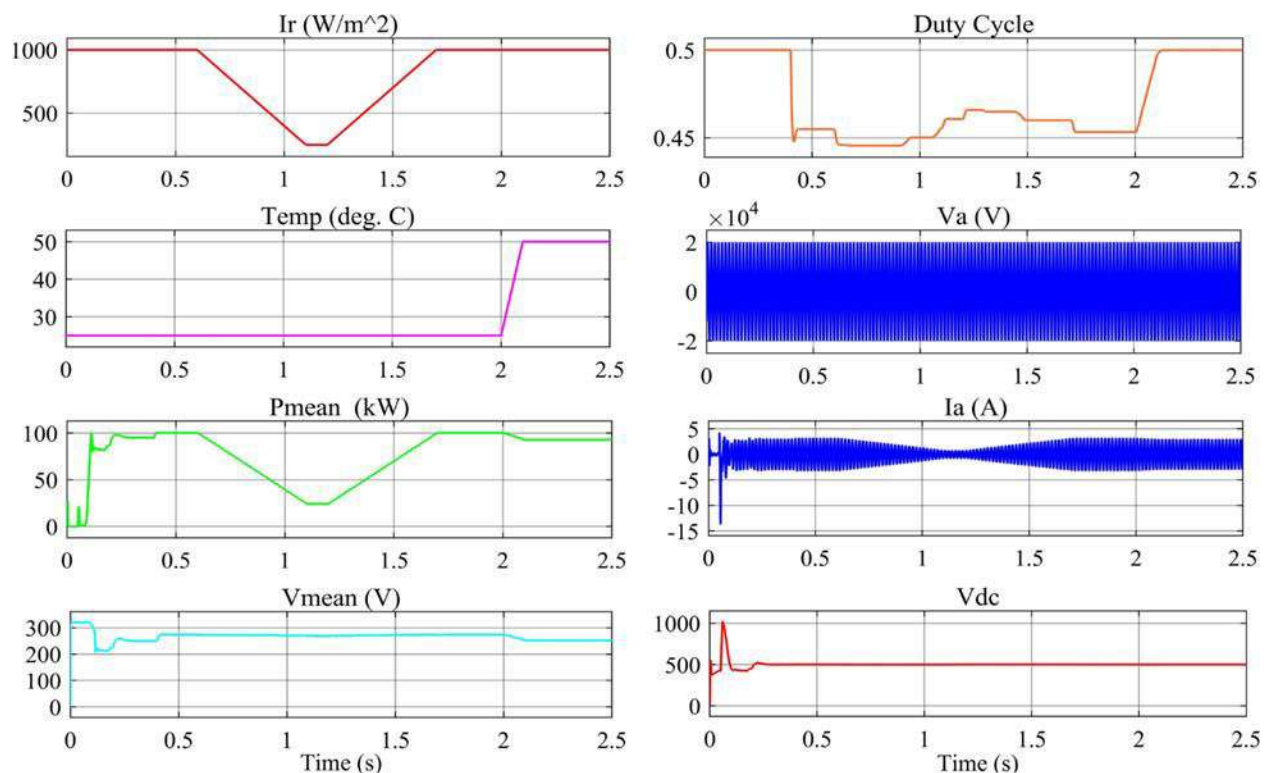 Ir (W/m^2)
1000
500
0 0.5 1 1.5 2 2.5
Temp (deg. C)
50
40
30
0 0.5 1 1.5 2 2.5
Pmean (kW)
100
50
0
0 0.5 1 1.5 2 2.5
Vmean (V)
300
200
100
0
0 0.5 1 1.5 2 2.5
Time (s)
Duty Cycle
0.5
0.45
0 0.5 1 1.5 2 2.5
×10^4
Va (V)
2
0
-2
0 0.5 1 1.5 2 2.5
Ia (A)
5
0
-5
-10
-15
0 0.5 1 1.5 2 2.5
Vdc
1000
500
0
0 0.5 1 1.5 2 2.5
Time (s)